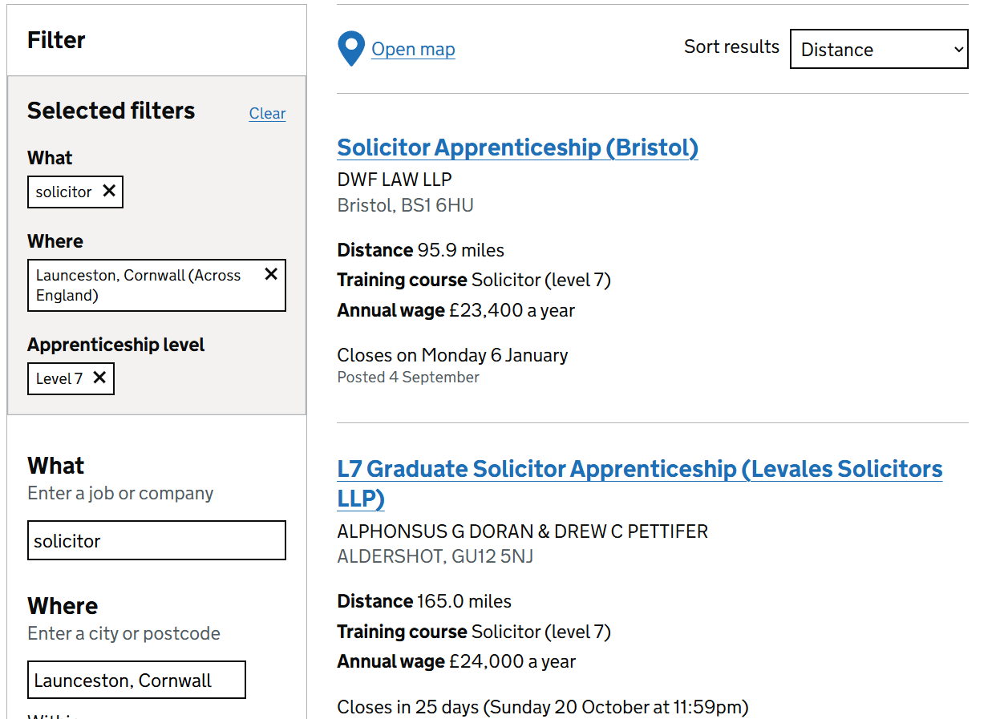 Filter
Selected filters
Clear
What
solicitor
Where
Launceston, Cornwall (Across
England)
Apprenticeship level
Level 7
What
Enter a job or company
solicitor
Where
Enter a city or postcode
Launceston, Cornwall
Open map
Sort results
Distance
Solicitor Apprenticeship (Bristol)
DWF LAW LLP
Bristol, BS1 6HU
Distance 95.9 miles
Training course Solicitor (level 7)
Annual wage £23,400 a year
Closes on Monday 6 January
Posted 4 September
L7 Graduate Solicitor Apprenticeship (Levales Solicitors
LLP)
ALPHONSUS G DORAN & DREW C PETTIFER
ALDERSHOT, GU12 5NJ
Distance 165.0 miles
Training course Solicitor (level 7)
Annual wage £24,000 a year
Closes in 25 days (Sunday 20 October at 11:59pm)